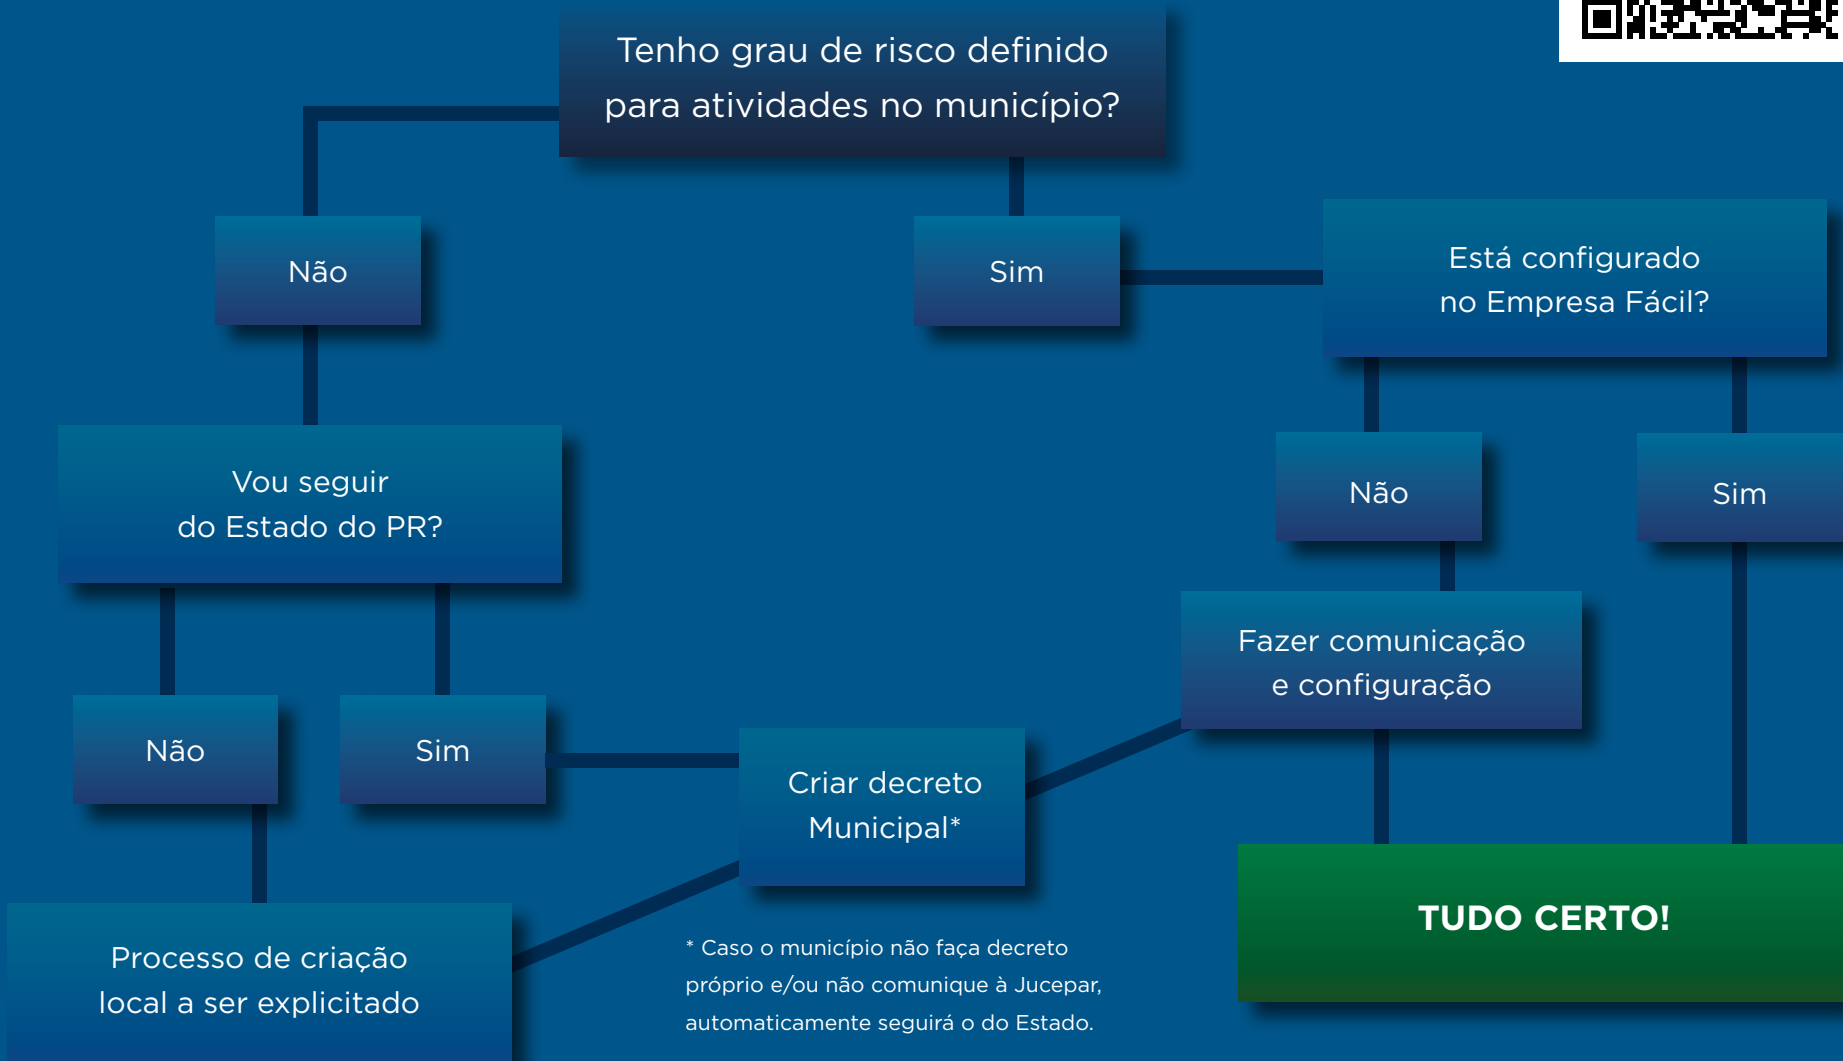 Tenho grau de risco definido
para atividades no município?
Não
Sim
Está configurado
no Empresa Fácil?
Vou seguir
do Estado do PR?
Não
Sim
Fazer comunicação
e configuração
Não
Sim
Criar decreto
Municipal*
TUDO CERTO!
Processo de criação
local a ser explicitado
* Caso o município não faça decreto
próprio e/ou não comunique à Jucepar,
automaticamente seguirá o do Estado.